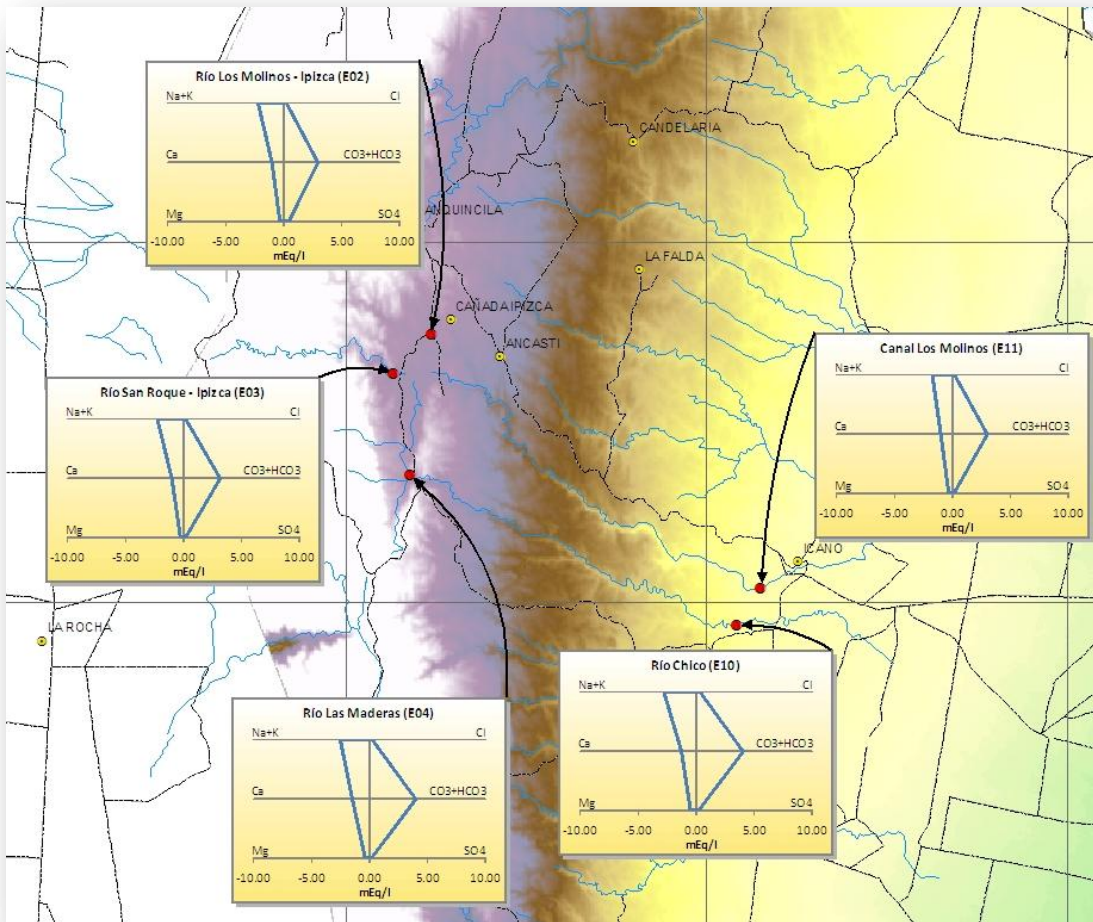 Río Los Molinos - Ipizca (E02)
Na+K Cl
Ca CO3+HCO3
Mg SO4
-10.00 -5.00 0.00 5.00 10.00
mEq/l
CANDELARIA
ANQUINCILA
LA FALDA
CAÑADA IPIZCA
ANCASTI
Canal Los Molinos (E11)
Na+K Cl
Ca CO3+HCO3
Mg SO4
-10.00 -5.00 0.00 5.00 10.00
mEq/l
Río San Roque - Ipizca (E03)
Na+K Cl
Ca CO3+HCO3
Mg SO4
-10.00 -5.00 0.00 5.00 10.00
mEq/l
ICAÑO
LA ROCHA
Río Chico (E10)
Na+K Cl
Ca CO3+HCO3
Mg SO4
-10.00 -5.00 0.00 5.00 10.00
mEq/l
Río Las Maderas (E04)
Na+K Cl
Ca CO3+HCO3
Mg SO4
-10.00 -5.00 0.00 5.00 10.00
mEq/l